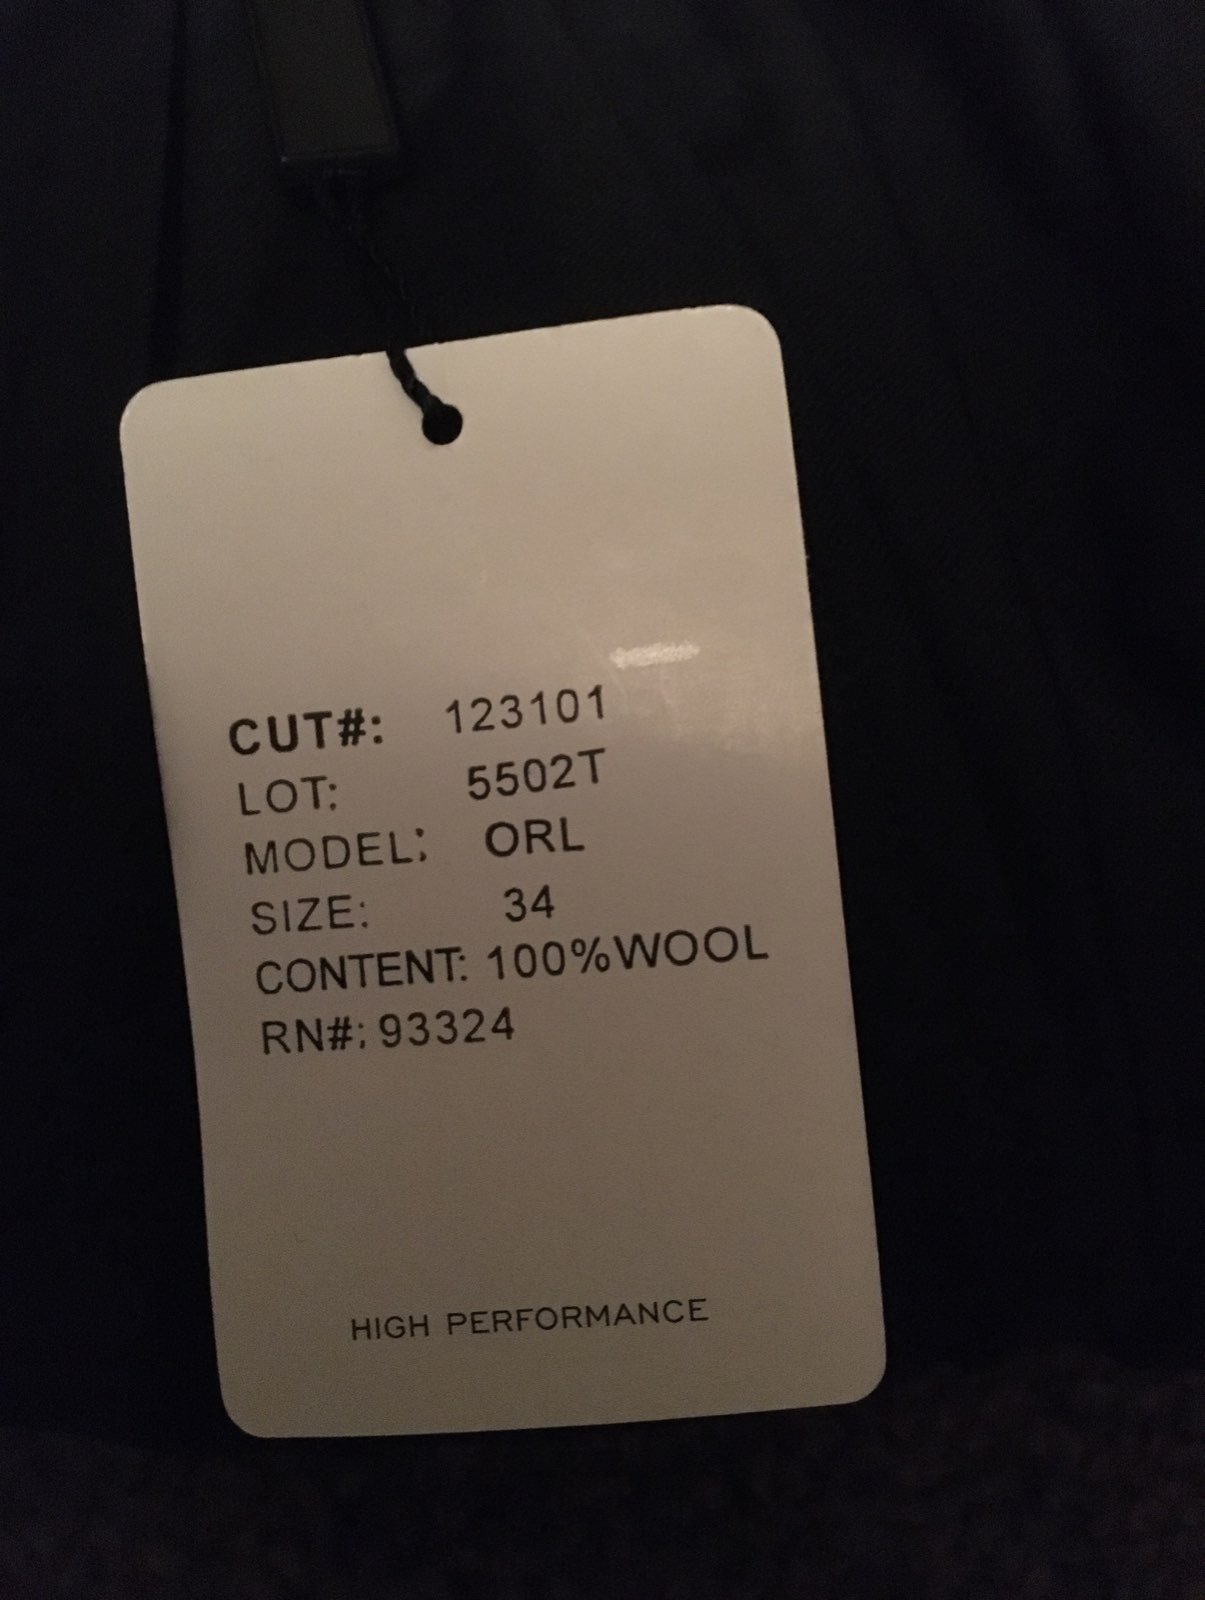 CUT#: 123101
LOT: 5502T
MODEL: ORL
SIZE: 34
CONTENT: 100%WOOL
RN#: 93324
HIGH PERFORMANCE